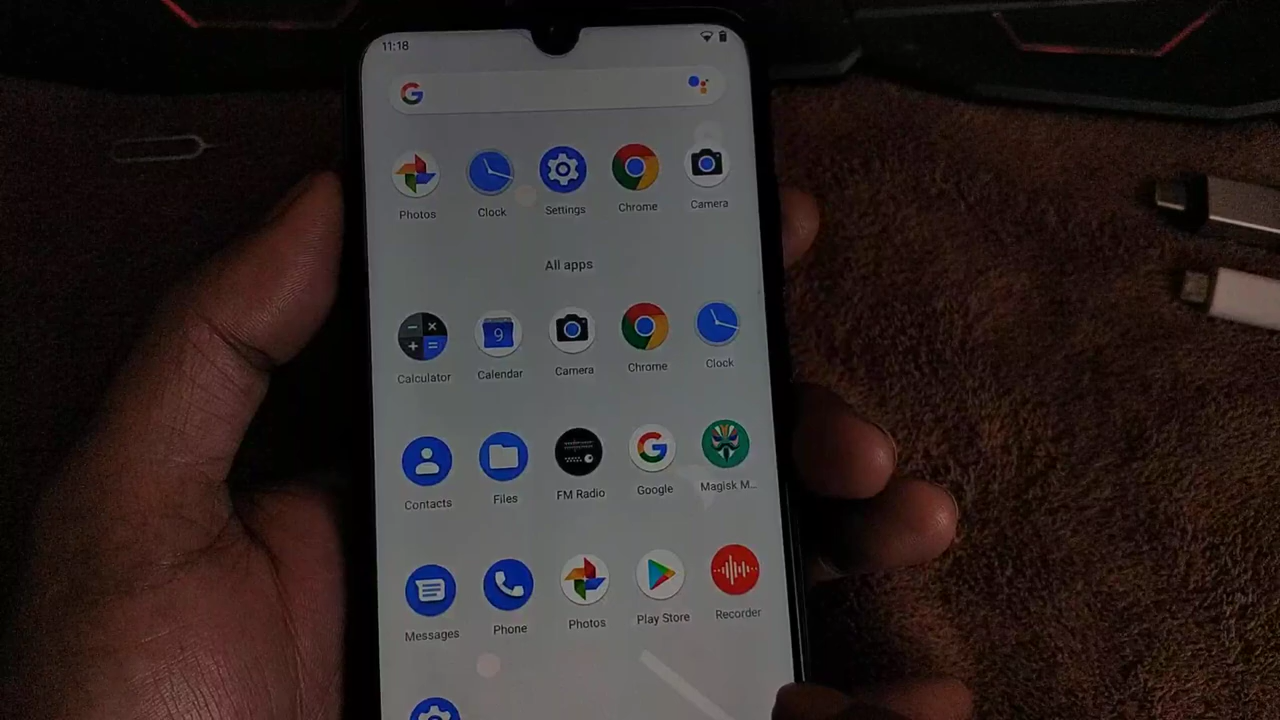 11:18
Photos Clock Settings Chrome Camera
All apps
Calculator Calendar Camera Chrome Clock
9
Contacts Files FM Radio Google Magisk M...
Messages Phone Photos Play Store Recorder